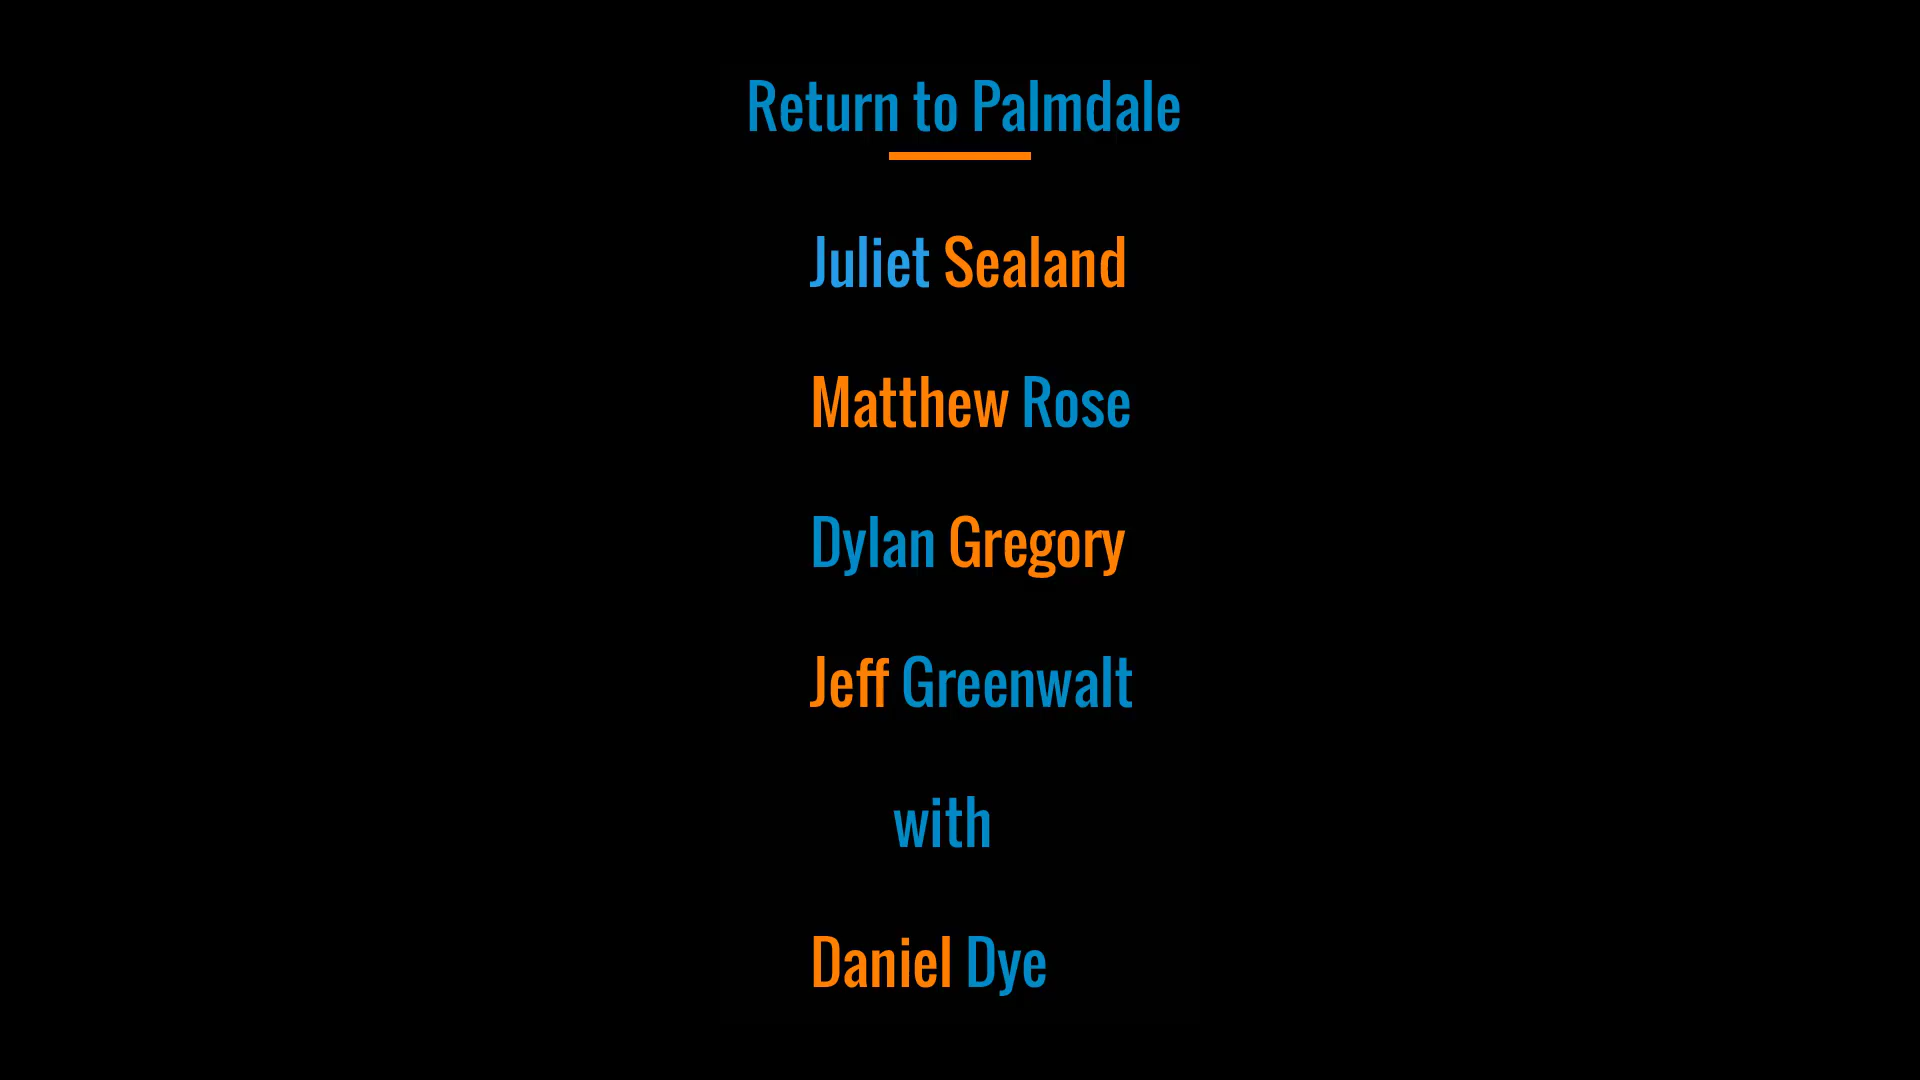 Return to Palmdale
Juliet Sealand
Matthew Rose
Dylan Gregory
Jeff Greenwalt
with
Daniel Dye